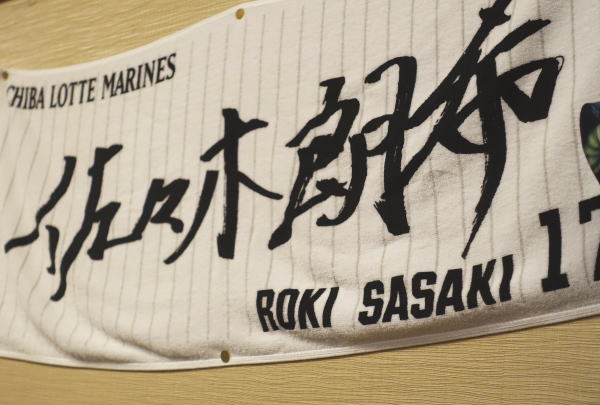 CHIBA LOTTE MARINES
佐々木朗希
ROKI SASAKI 17